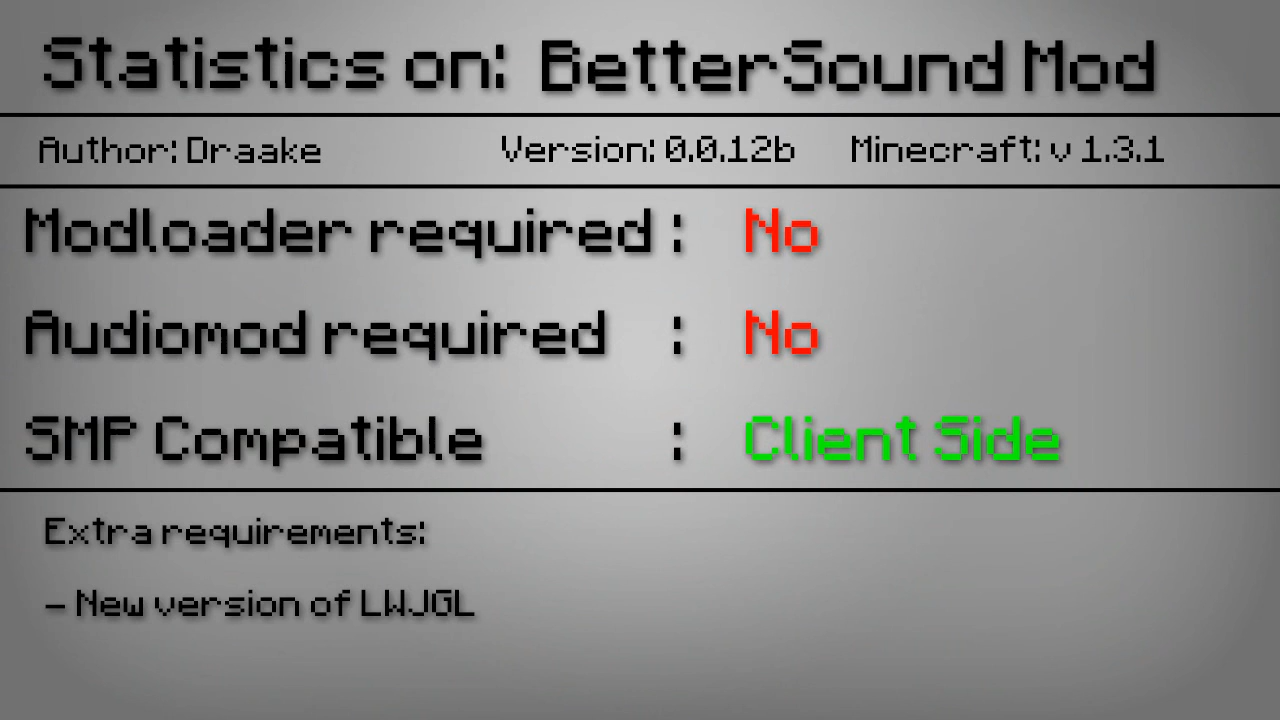 Statistics on: BetterSound Mod
Author: Draake Version: 0.0.12b Minecraft: v 1.3.1
Modloader required : No
Audiomod required : No
SMP Compatible : Client Side
Extra requirements:
- New version of LWJGL